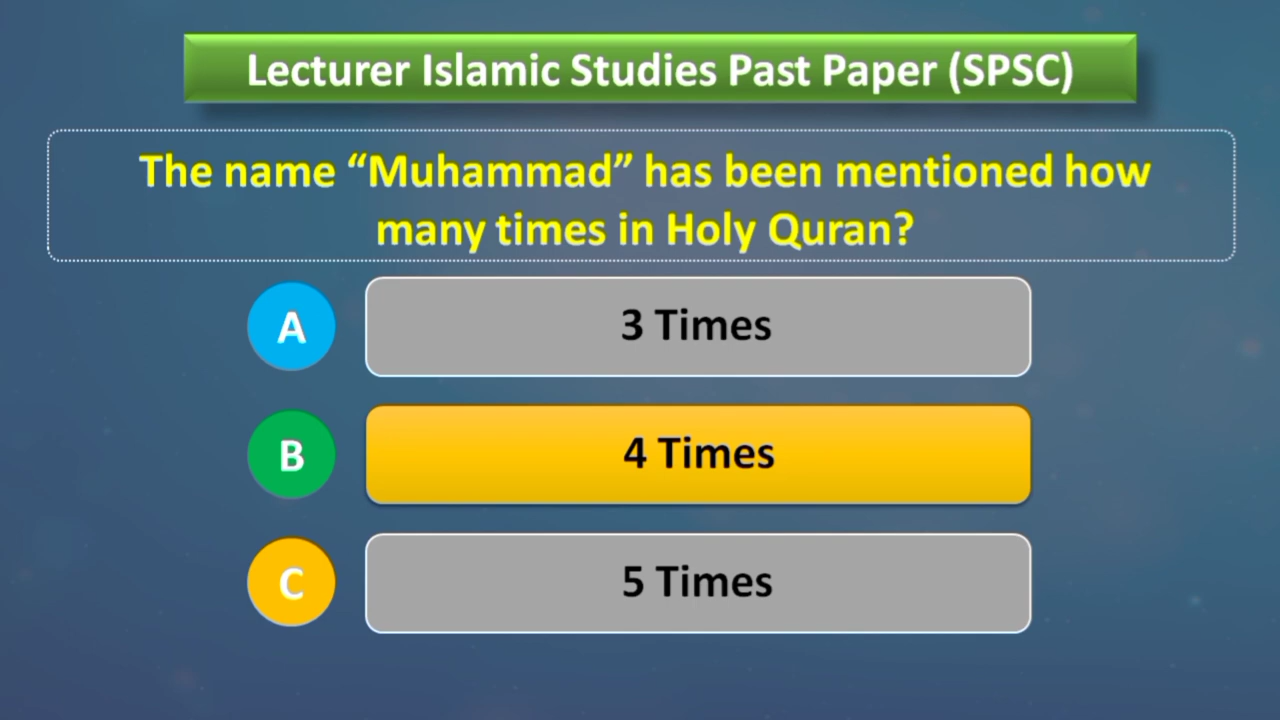 Lecturer Islamic Studies Past Paper (SPSC)
The name “Muhammad” has been mentioned how
many times in Holy Quran?
A 3 Times
B 4 Times
C 5 Times